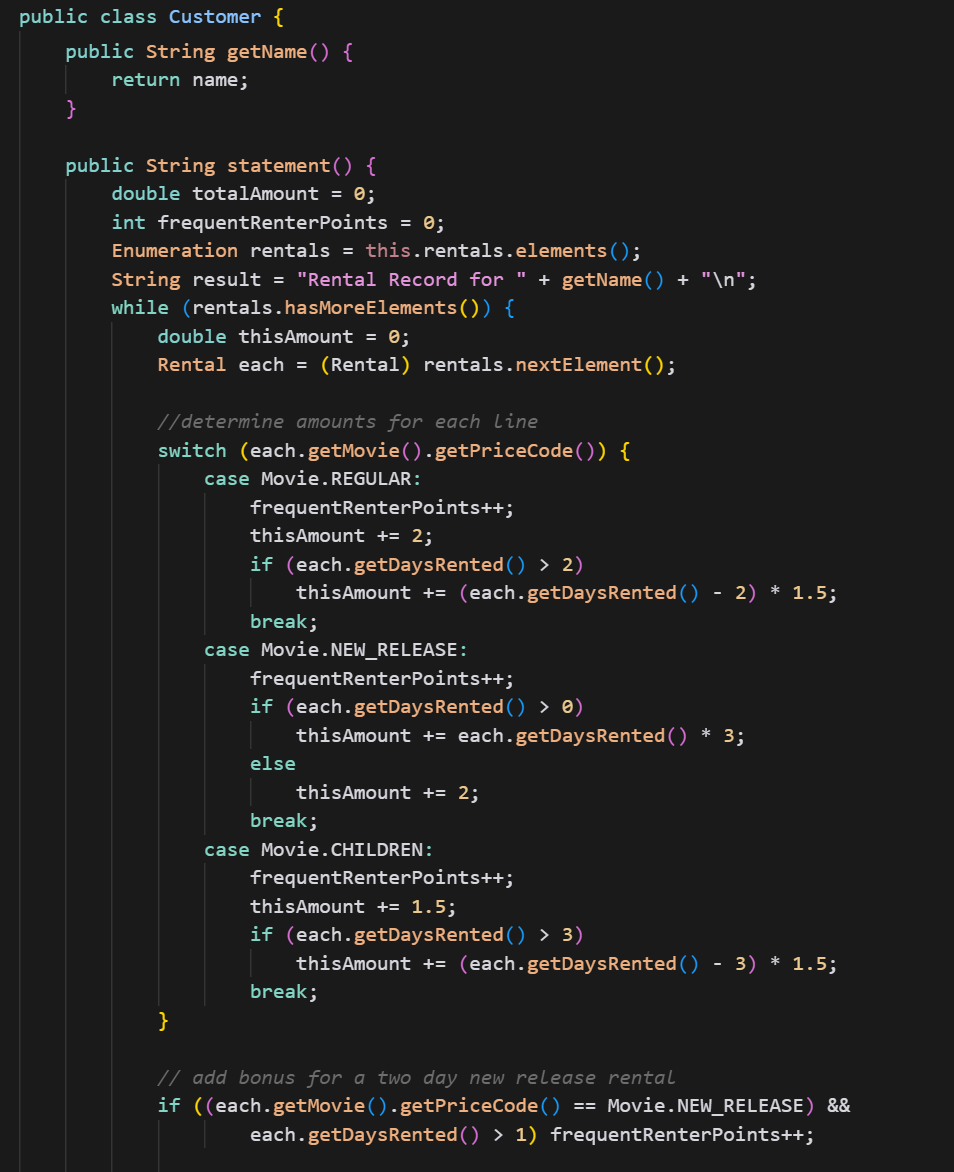 public class Customer {
    public String getName() {
        return name;
    }

    public String statement() {
        double totalAmount = 0;
        int frequentRenterPoints = 0;
        Enumeration rentals = this.rentals.elements();
        String result = "Rental Record for " + getName() + "\n";
        while (rentals.hasMoreElements()) {
            double thisAmount = 0;
            Rental each = (Rental) rentals.nextElement();

            //determine amounts for each line
            switch (each.getMovie().getPriceCode()) {
                case Movie.REGULAR:
                    frequentRenterPoints++;
                    thisAmount += 2;
                    if (each.getDaysRented() > 2)
                        thisAmount += (each.getDaysRented() - 2) * 1.5;
                    break;
                case Movie.NEW_RELEASE:
                    frequentRenterPoints++;
                    if (each.getDaysRented() > 0)
                        thisAmount += each.getDaysRented() * 3;
                    else
                        thisAmount += 2;
                    break;
                case Movie.CHILDREN:
                    frequentRenterPoints++;
                    thisAmount += 1.5;
                    if (each.getDaysRented() > 3)
                        thisAmount += (each.getDaysRented() - 3) * 1.5;
                    break;
            }

            // add bonus for a two day new release rental
            if ((each.getMovie().getPriceCode() == Movie.NEW_RELEASE) &&
                    each.getDaysRented() > 1) frequentRenterPoints++;